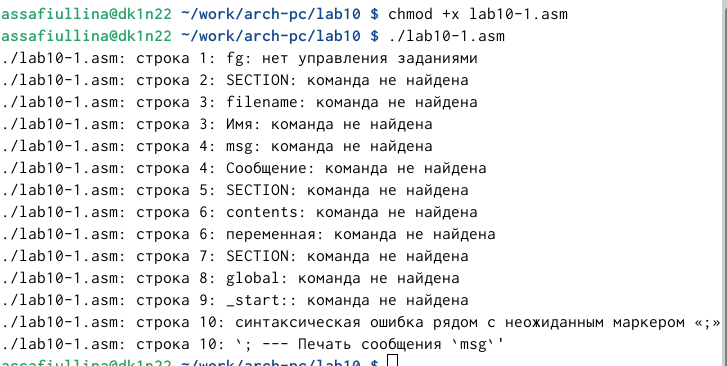 assafiullina@dk1n22 ~/work/arch-pc/lab10 $ chmod +x lab10-1.asm
assafiullina@dk1n22 ~/work/arch-pc/lab10 $ ./lab10-1.asm
./lab10-1.asm: строка 1: fg: нет управления заданиями
./lab10-1.asm: строка 2: SECTION: команда не найдена
./lab10-1.asm: строка 3: filename: команда не найдена
./lab10-1.asm: строка 3: Имя: команда не найдена
./lab10-1.asm: строка 4: msg: команда не найдена
./lab10-1.asm: строка 4: Сообщение: команда не найдена
./lab10-1.asm: строка 5: SECTION: команда не найдена
./lab10-1.asm: строка 6: contents: команда не найдена
./lab10-1.asm: строка 6: переменная: команда не найдена
./lab10-1.asm: строка 7: SECTION: команда не найдена
./lab10-1.asm: строка 8: global: команда не найдена
./lab10-1.asm: строка 9: _start:: команда не найдена
./lab10-1.asm: строка 10: синтаксическая ошибка рядом с неожиданным маркером «;»
./lab10-1.asm: строка 10: `; --- Печать сообщения `msg`'
assafiullina@dk1n22 ~/work/arch-pc/lab10 $